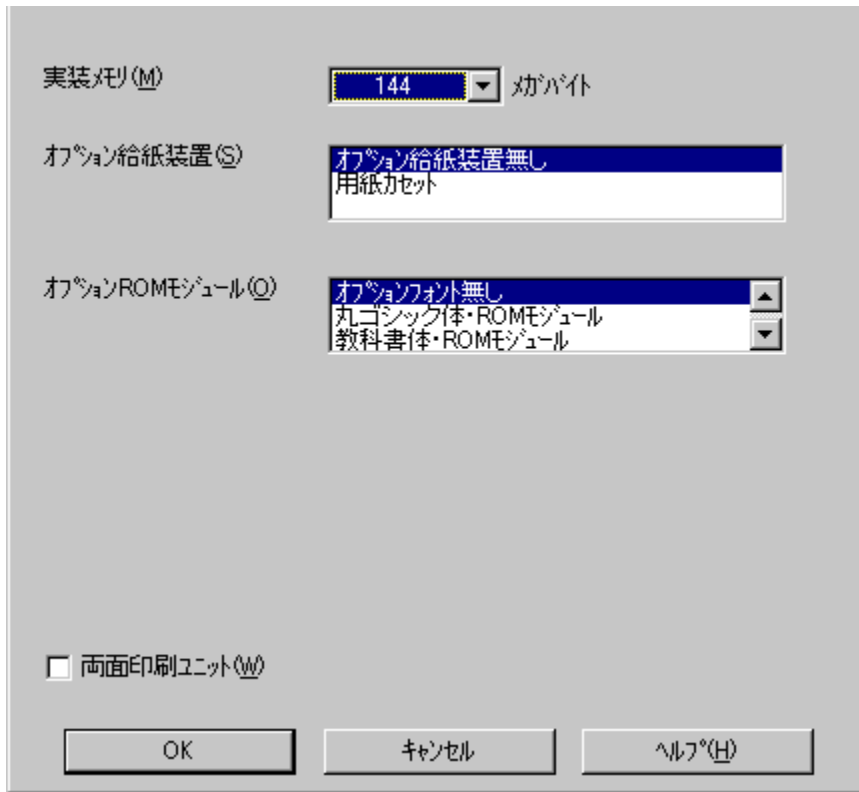 実装ﾒﾓﾘ(M)
144 ﾒｶﾞﾊﾞｲﾄ
ｵﾌﾟｼｮﾝ給紙装置(S)
ｵﾌﾟｼｮﾝ給紙装置無し
用紙ｶｾｯﾄ
ｵﾌﾟｼｮﾝROMﾓｼﾞｭｰﾙ(O)
ｵﾌﾟｼｮﾝﾌｫﾝﾄ無し
丸ゴシック体・ROMﾓｼﾞｭｰﾙ
教科書体・ROMﾓｼﾞｭｰﾙ
両面印刷ﾕﾆｯﾄ(W)
OK ｷｬﾝｾﾙ ﾍﾙﾌﾟ(H)